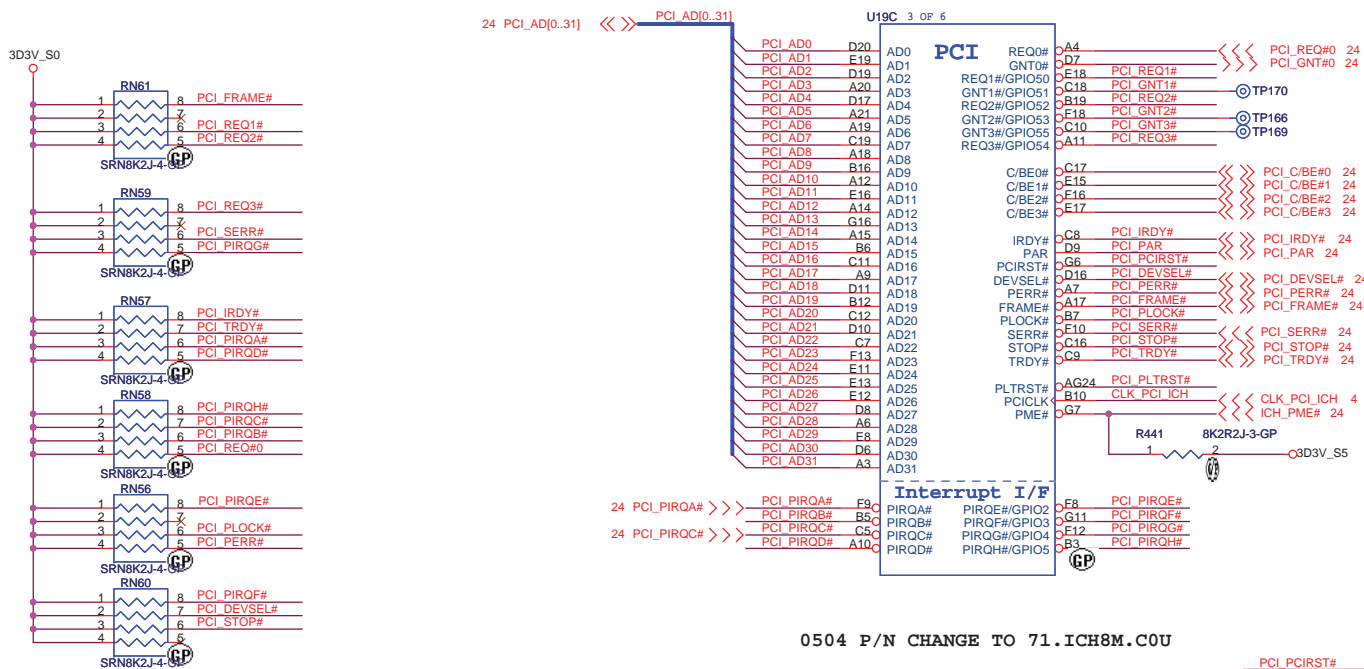 3D3V_S0
RN61
1 8 PCI_FRAME#
2 7
3 6 PCI_REQ1#
4 5 PCI_REQ2#
SRN8K2J-4-GP
GP
RN59
1 8 PCI_REQ3#
2 7
3 6 PCI_SERR#
4 5 PCI_PIRQG#
SRN8K2J-4-GP
GP
RN57
1 8 PCI_IRDY#
2 7 PCI_TRDY#
3 6 PCI_PIRQA#
4 5 PCI_PIRQD#
SRN8K2J-4-GP
GP
RN58
1 8 PCI_PIRQH#
2 7 PCI_PIRQC#
3 6 PCI_PIRQB#
4 5 PCI_REQ#0
SRN8K2J-4-GP
GP
RN56
1 8 PCI_PIRQE#
2 7
3 6 PCI_PLOCK#
4 5 PCI_PERR#
SRN8K2J-4-GP
GP
RN60
1 8 PCI_PIRQF#
2 7 PCI_DEVSEL#
3 6 PCI_STOP#
4 5
SRN8K2J-4-GP
GP
24 PCI_AD[0..31] PCI_AD[0..31]
U19C 3 OF 6
PCI
PCI_AD0 D20 AD0
PCI_AD1 E19 AD1
PCI_AD2 D19 AD2
PCI_AD3 A20 AD3
PCI_AD4 D17 AD4
PCI_AD5 A21 AD5
PCI_AD6 A19 AD6
PCI_AD7 C19 AD7
PCI_AD8 A18 AD8
PCI_AD9 B16 AD9
PCI_AD10 A12 AD10
PCI_AD11 E16 AD11
PCI_AD12 A14 AD12
PCI_AD13 G16 AD13
PCI_AD14 A15 AD14
PCI_AD15 B6 AD15
PCI_AD16 C11 AD16
PCI_AD17 A9 AD17
PCI_AD18 D11 AD18
PCI_AD19 B12 AD19
PCI_AD20 C12 AD20
PCI_AD21 D10 AD21
PCI_AD22 C7 AD22
PCI_AD23 F13 AD23
PCI_AD24 E11 AD24
PCI_AD25 E13 AD25
PCI_AD26 E12 AD26
PCI_AD27 D8 AD27
PCI_AD28 A6 AD28
PCI_AD29 E8 AD29
PCI_AD30 D6 AD30
PCI_AD31 A3 AD31
REQ0# A4 PCI_REQ#0 24
GNT0# D7 PCI_GNT#0 24
REQ1#/GPIO50 E18 PCI_REQ1#
GNT1#/GPIO51 C18 PCI_GNT1# TP170
REQ2#/GPIO52 B19 PCI_REQ2#
GNT2#/GPIO53 F18 PCI_GNT2# TP166
GNT3#/GPIO55 C10 PCI_GNT3# TP169
REQ3#/GPIO54 A11 PCI_REQ3#
C/BE0# C17 PCI_C/BE#0 24
C/BE1# E15 PCI_C/BE#1 24
C/BE2# F16 PCI_C/BE#2 24
C/BE3# E17 PCI_C/BE#3 24
IRDY# C8 PCI_IRDY# PCI_IRDY# 24
PAR D9 PCI_PAR PCI_PAR 24
PCIRST# G6 PCI_PCIRST#
DEVSEL# D16 PCI_DEVSEL# PCI_DEVSEL# 24
PERR# A7 PCI_PERR# PCI_PERR# 24
FRAME# A17 PCI_FRAME# PCI_FRAME# 24
PLOCK# B7 PCI_PLOCK#
SERR# F10 PCI_SERR# PCI_SERR# 24
STOP# C16 PCI_STOP# PCI_STOP# 24
TRDY# C9 PCI_TRDY# PCI_TRDY# 24
PLTRST# AG24 PCI_PLTRST#
PCICLK B10 CLK_PCI_ICH CLK_PCI_ICH 4
PME# G7 ICH_PME# 24
R441 8K2R2J-3-GP
1 2 3D3V_S5
Interrupt I/F
24 PCI_PIRQA# PCI_PIRQA# F9 PIRQA# PIRQE#/GPIO2 F8 PCI_PIRQE#
PCI_PIRQB# B5 PIRQB# PIRQF#/GPIO3 G11 PCI_PIRQF#
24 PCI_PIRQC# PCI_PIRQC# C5 PIRQC# PIRQG#/GPIO4 F12 PCI_PIRQG#
PCI_PIRQD# A10 PIRQD# PIRQH#/GPIO5 B3 PCI_PIRQH#
GP
0504 P/N CHANGE TO 71.ICH8M.C0U
PCI_PCIRST#